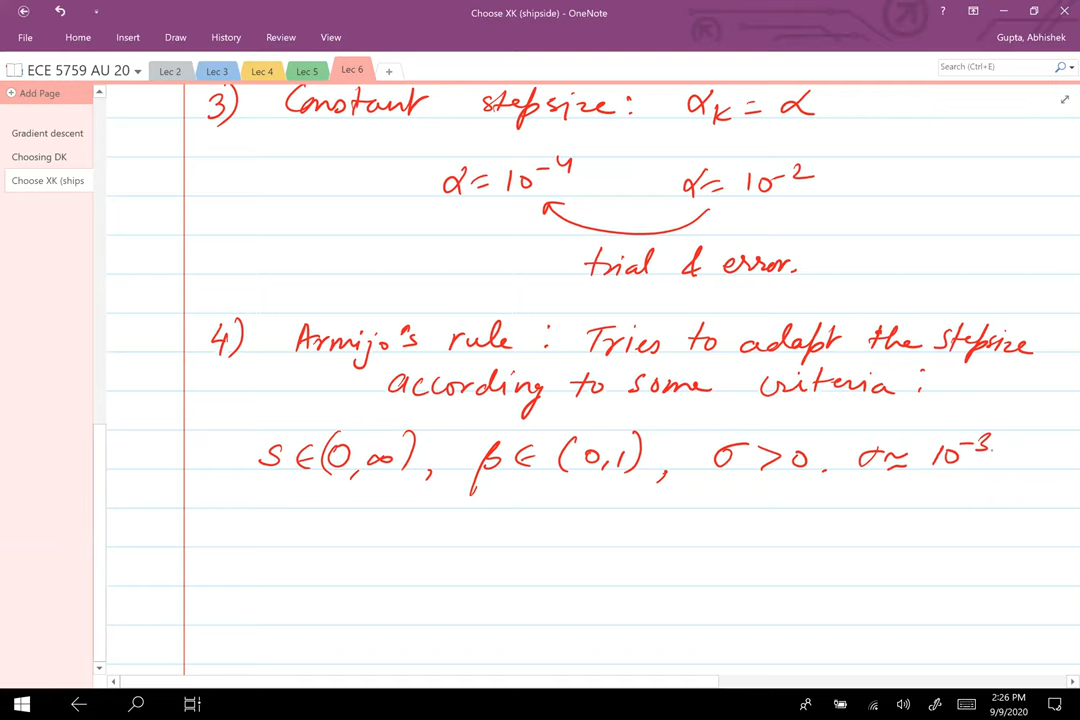 Choose XK (shipside) - OneNote
File Home Insert Draw History Review View
Gupta, Abhishek
ECE 5759 AU 20
Lec 2 Lec 3 Lec 4 Lec 5 Lec 6
Search (Ctrl+E)
Add Page
Gradient descent
Choosing DK
Choose XK (ships
3) Constant stepsize: αₖ = α
α = 10⁻⁴ α = 10⁻²
trial & error.
4) Armijo's rule : Tries to adapt the stepsize
according to some criteria :
s ∈ (0,∞), β ∈ (0,1), σ > 0. σ ≈ 10⁻³.
2:26 PM
9/9/2020